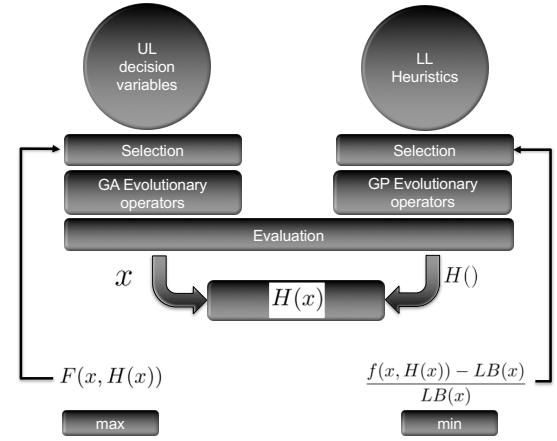 UL
decision
variables
LL
Heuristics
Selection
Selection
GA Evolutionary
operators
GP Evolutionary
operators
Evaluation
x
H()
H(x)
F(x, H(x))
f(x, H(x)) − LB(x)
LB(x)
max
min